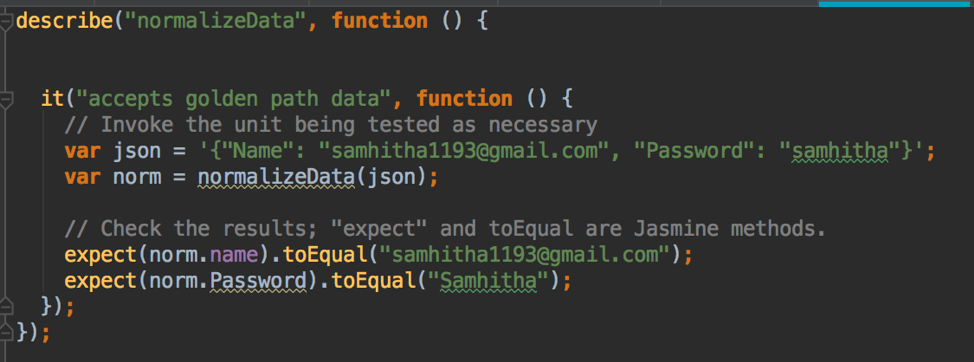 describe("normalizeData", function () {
it("accepts golden path data", function () {
// Invoke the unit being tested as necessary
var json = '{"Name": "samhitha1193@gmail.com", "Password": "samhitha"}';
var norm = normalizeData(json);
// Check the results; "expect" and toEqual are Jasmine methods.
expect(norm.name).toEqual("samhitha1193@gmail.com");
expect(norm.Password).toEqual("Samhitha");
});
});